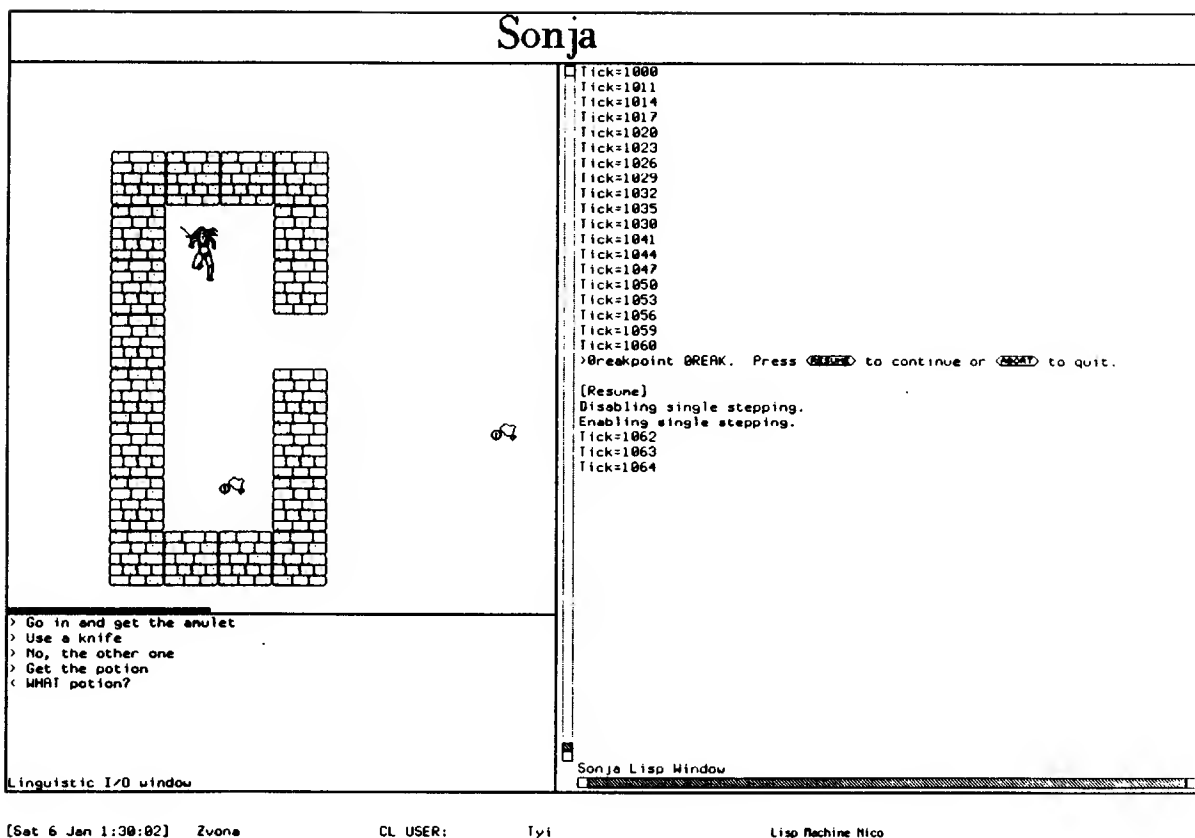 Sonja
Tick=1000
Tick=1011
Tick=1014
Tick=1017
Tick=1020
Tick=1023
Tick=1026
Tick=1029
Tick=1032
Tick=1035
Tick=1038
Tick=1041
Tick=1044
Tick=1047
Tick=1050
Tick=1053
Tick=1056
Tick=1059
Tick=1060
>Breakpoint BREAK. Press RESUME to continue or ABORT to quit.
[Resume]
Disabling single stepping.
Enabling single stepping.
Tick=1062
Tick=1063
Tick=1064
> Go in and get the amulet
> Use a knife
> No, the other one
> Get the potion
< WHAT potion?
Linguistic I/O window
Sonja Lisp Window
[Sat 6 Jan 1:30:02] Zvona CL USER: Tyi Lisp Machine Nico